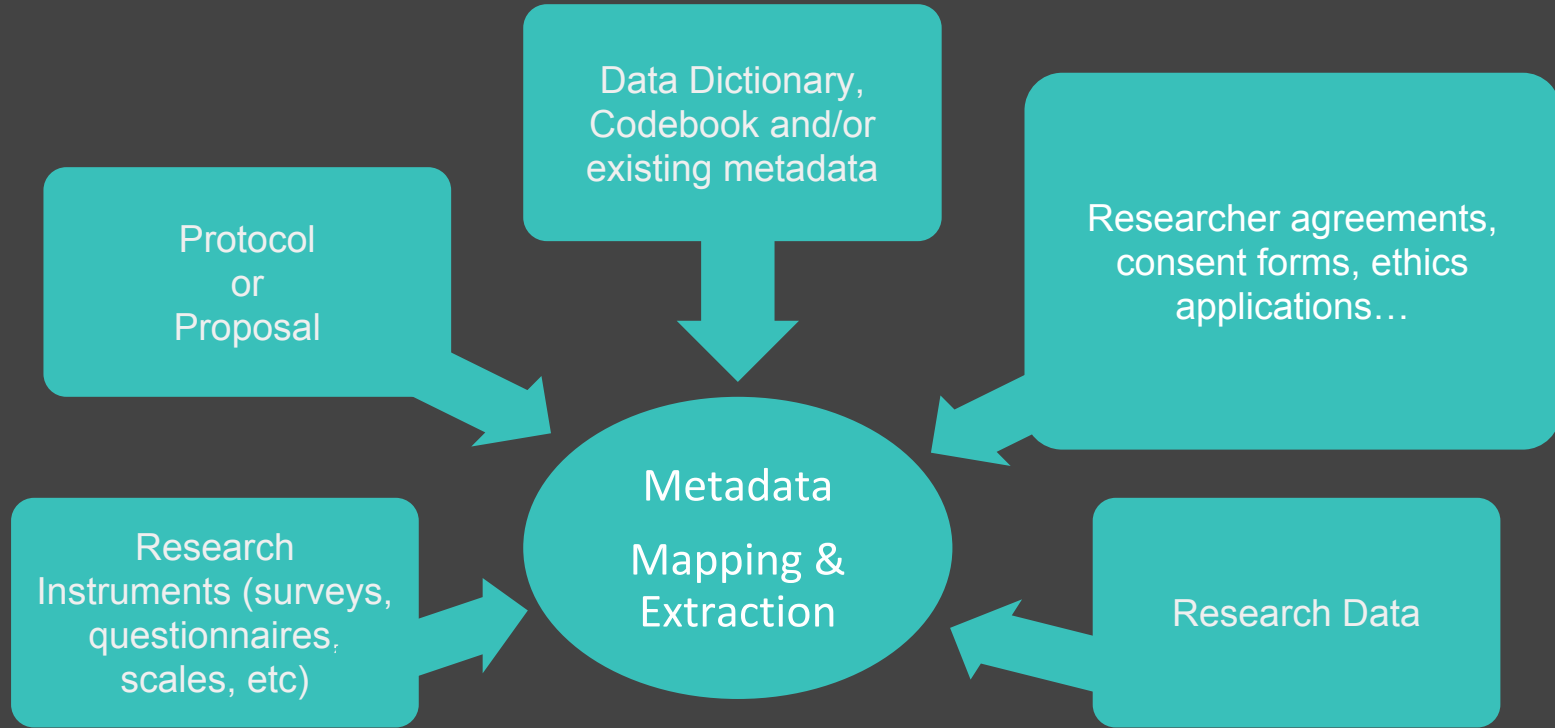 Data Dictionary,
Codebook and/or
existing metadata
Protocol
or
Proposal
Researcher agreements,
consent forms, ethics
applications…
Metadata
Mapping &
Extraction
Research
Instruments (surveys,
questionnaires,
scales, etc)
Research Data